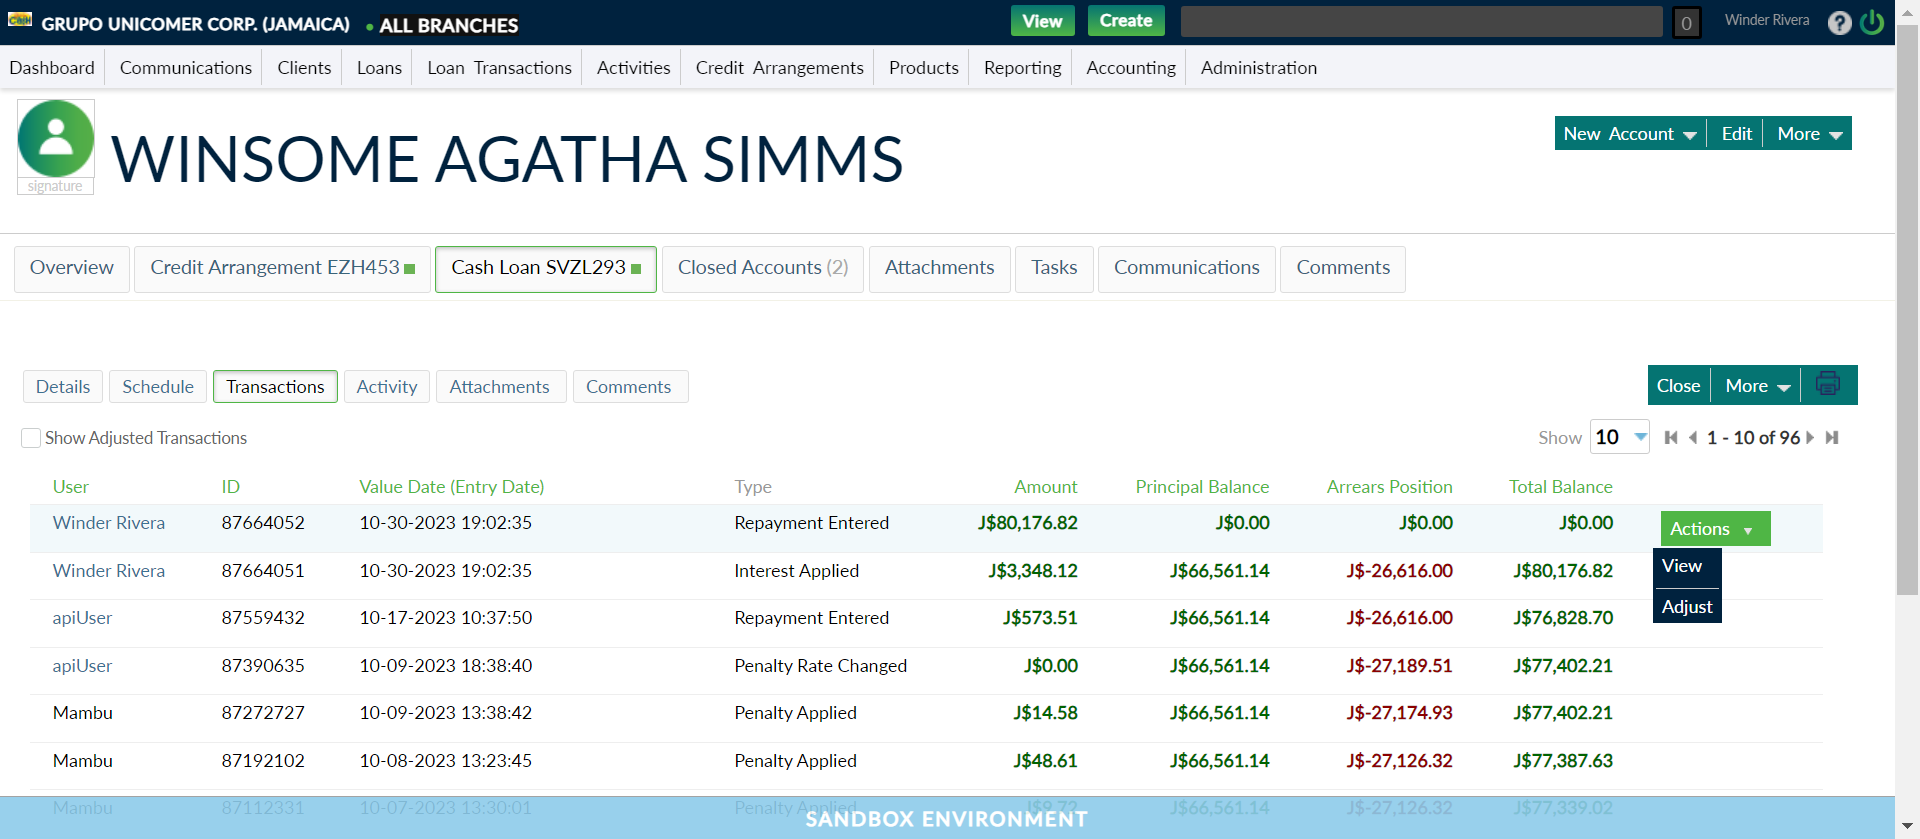 Cash GRUPO UNICOMER CORP. (JAMAICA) • ALL BRANCHES View Create 0 Winder Rivera ?
Dashboard Communications Clients Loans Loan Transactions Activities Credit Arrangements Products Reporting Accounting Administration
signature
WINSOME AGATHA SIMMS
New Account Edit More
Overview Credit Arrangement EZH453 Cash Loan SVZL293 Closed Accounts (2) Attachments Tasks Communications Comments
Details Schedule Transactions Activity Attachments Comments Close More
Show Adjusted Transactions Show 10 1 - 10 of 96
User ID Value Date (Entry Date) Type Amount Principal Balance Arrears Position Total Balance
Winder Rivera 87664052 10-30-2023 19:02:35 Repayment Entered J$80,176.82 J$0.00 J$0.00 J$0.00 Actions
Winder Rivera 87664051 10-30-2023 19:02:35 Interest Applied J$3,348.12 J$66,561.14 J$-26,616.00 J$80,176.82 View
apiUser 87559432 10-17-2023 10:37:50 Repayment Entered J$573.51 J$66,561.14 J$-26,616.00 J$76,828.70 Adjust
apiUser 87390635 10-09-2023 18:38:40 Penalty Rate Changed J$0.00 J$66,561.14 J$-27,189.51 J$77,402.21
Mambu 87272727 10-09-2023 13:38:42 Penalty Applied J$14.58 J$66,561.14 J$-27,174.93 J$77,402.21
Mambu 87192102 10-08-2023 13:23:45 Penalty Applied J$48.61 J$66,561.14 J$-27,126.32 J$77,387.63
Mambu 87112331 10-07-2023 13:30:01 Penalty Applied J$9.72 J$66,561.14 J$-27,126.32 J$77,339.02
SANDBOX ENVIRONMENT